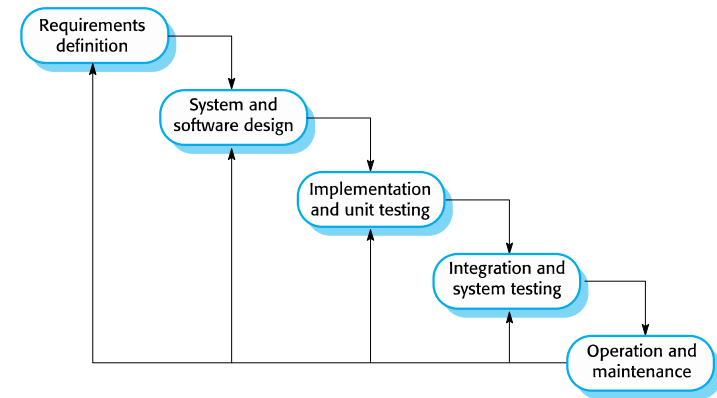 Requirements
definition
System and
software design
Implementation
and unit testing
Integration and
system testing
Operation and
maintenance